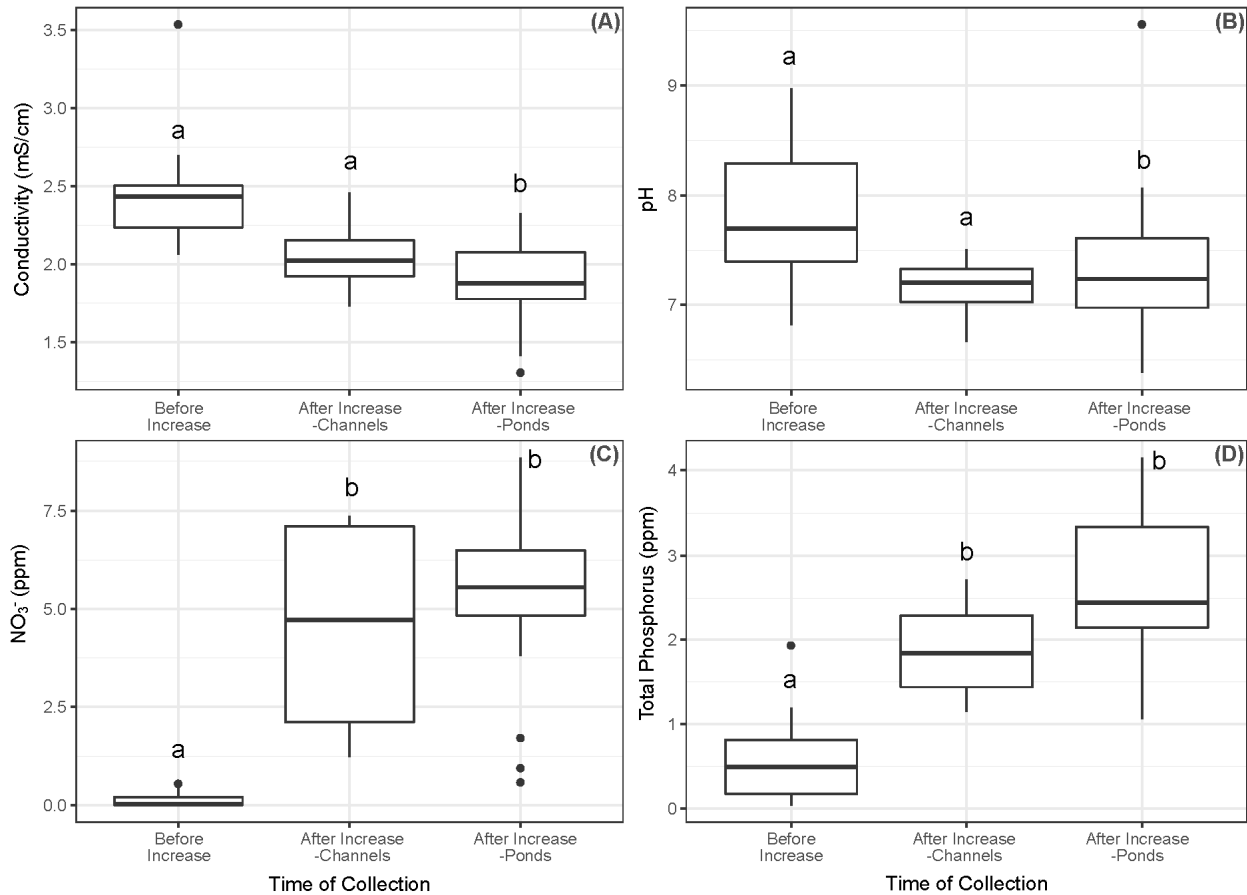 (A)
Conductivity (mS/cm)
3.5
3.0
2.5
2.0
1.5
a
a
b
Before
Increase
After Increase
-Channels
After Increase
-Ponds
(B)
pH
9
8
7
a
a
b
Before
Increase
After Increase
-Channels
After Increase
-Ponds
(C)
NO₃⁻ (ppm)
7.5
5.0
2.5
0.0
a
b
b
Before
Increase
After Increase
-Channels
After Increase
-Ponds
Time of Collection
(D)
Total Phosphorus (ppm)
4
3
2
1
0
a
b
b
Before
Increase
After Increase
-Channels
After Increase
-Ponds
Time of Collection